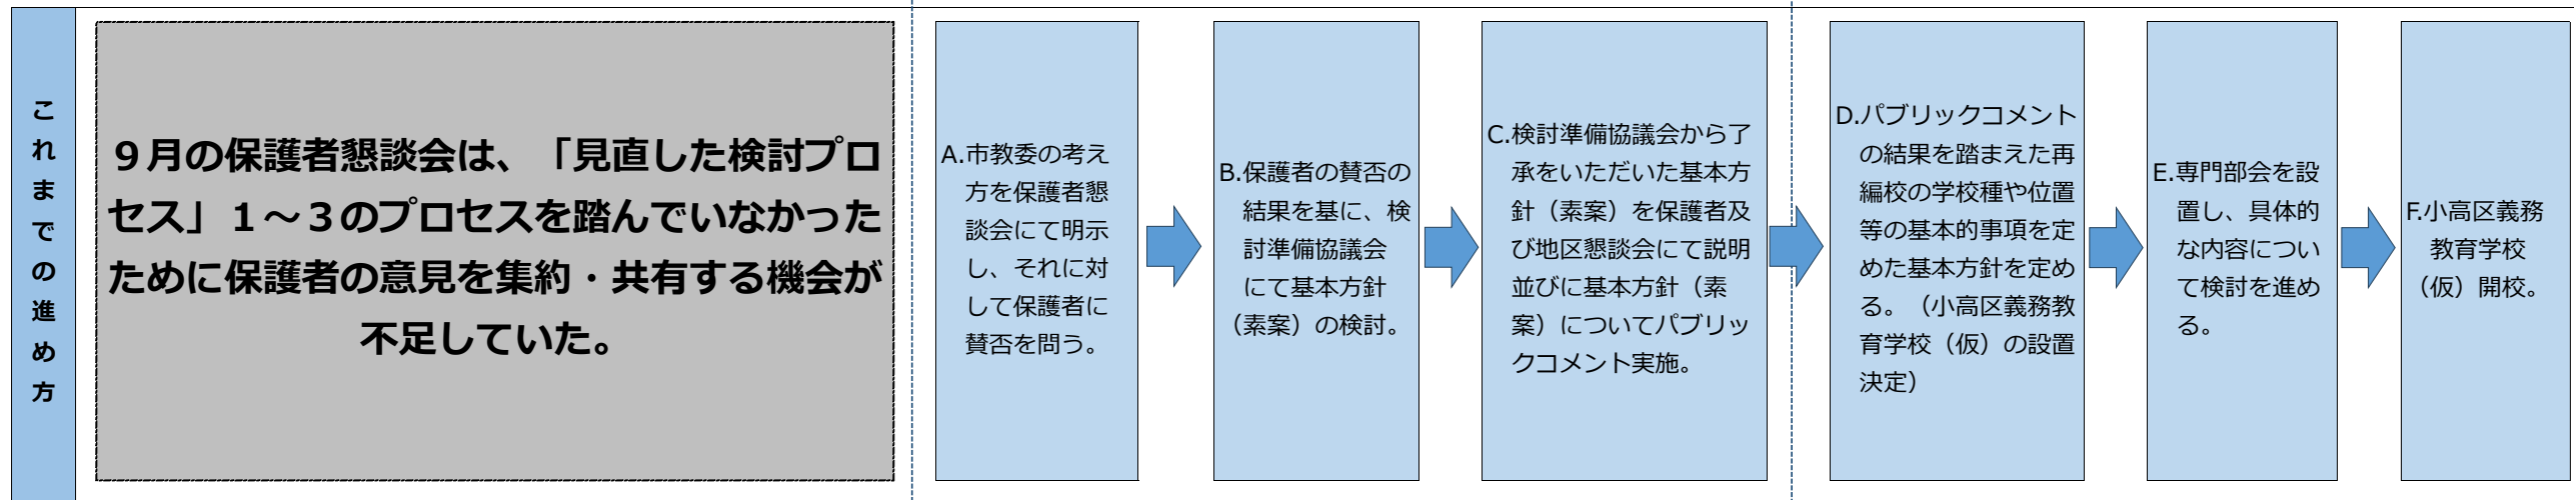 これまでの進め方
９月の保護者懇談会は、「見直した検討プロ
セス」１～３のプロセスを踏んでいなかった
ために保護者の意見を集約・共有する機会が
不足していた。
A.市教委の考え
方を保護者懇
談会にて明示
し、それに対
して保護者に
賛否を問う。
B.保護者の賛否の
結果を基に、検
討準備協議会
にて基本方針
（素案）の検討。
C.検討準備協議会から了
承をいただいた基本方
針（素案）を保護者及
び地区懇談会にて説明
並びに基本方針（素
案）についてパブリッ
クコメント実施。
D.パブリックコメント
の結果を踏まえた再
編校の学校種や位置
等の基本的事項を定
めた基本方針を定め
る。（小高区義務教
育学校（仮）の設置
決定）
E.専門部会を設
置し、具体的
な内容につい
て検討を進め
る。
F.小高区義務
教育学校
（仮）開校。